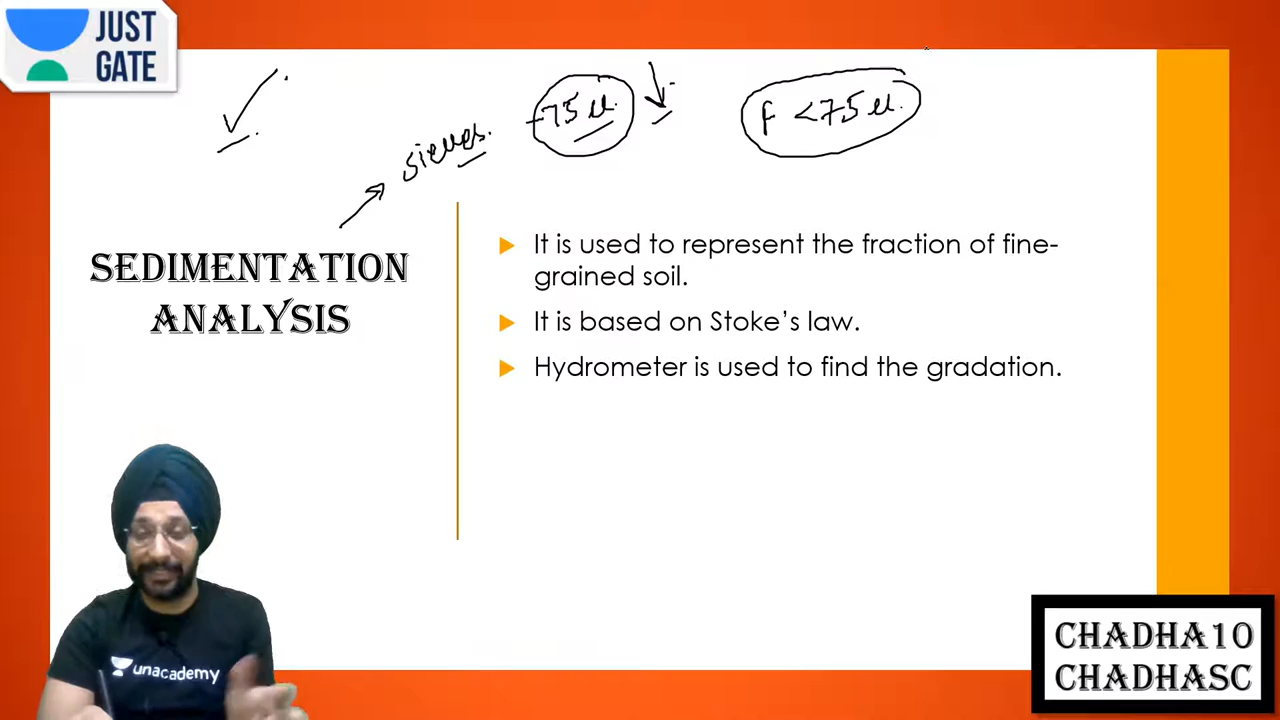 JUST
GATE
sieves.
75 µ.
F < 75 µ.
SEDIMENTATION
ANALYSIS
It is used to represent the fraction of fine-
grained soil.
It is based on Stoke's law.
Hydrometer is used to find the gradation.
unacademy
CHADHA10
CHADHASC